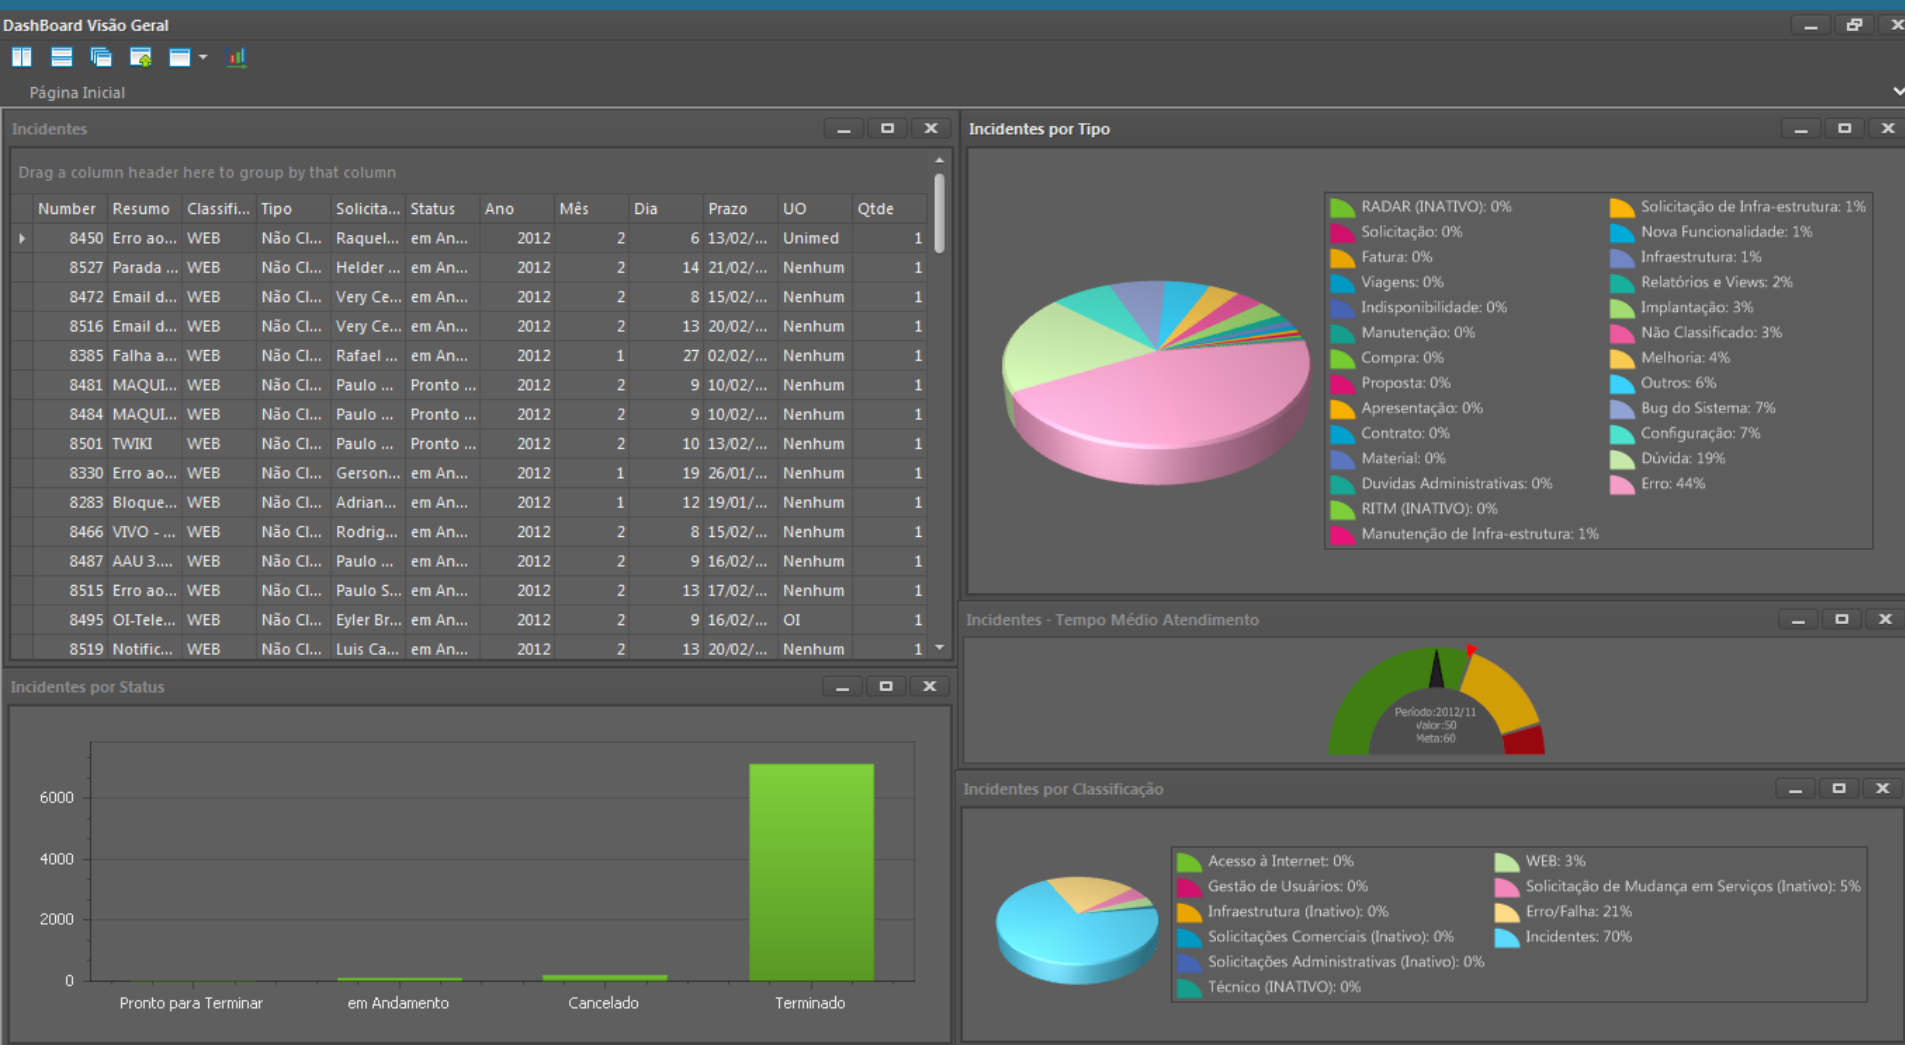 DashBoard Visão Geral
Página Inicial
Incidentes
Drag a column header here to group by that column
Number Resumo Classifi... Tipo Solicita... Status Ano Mês Dia Prazo UO Qtde
8450 Erro ao... WEB Não Cl... Raquel... em An... 2012 2 6 13/02/... Unimed 1
8527 Parada ... WEB Não Cl... Helder ... em An... 2012 2 14 21/02/... Nenhum 1
8472 Email d... WEB Não Cl... Very Ce... em An... 2012 2 8 15/02/... Nenhum 1
8516 Email d... WEB Não Cl... Very Ce... em An... 2012 2 13 20/02/... Nenhum 1
8385 Falha a... WEB Não Cl... Rafael ... em An... 2012 1 27 02/02/... Nenhum 1
8481 MAQUI... WEB Não Cl... Paulo ... Pronto ... 2012 2 9 10/02/... Nenhum 1
8484 MAQUI... WEB Não Cl... Paulo ... Pronto ... 2012 2 9 10/02/... Nenhum 1
8501 TWIKI WEB Não Cl... Paulo ... Pronto ... 2012 2 10 13/02/... Nenhum 1
8330 Erro ao... WEB Não Cl... Gerson... em An... 2012 1 19 26/01/... Nenhum 1
8283 Bloque... WEB Não Cl... Adrian... em An... 2012 1 12 19/01/... Nenhum 1
8466 VIVO - ... WEB Não Cl... Rodrig... em An... 2012 2 8 15/02/... Nenhum 1
8487 AAU 3.... WEB Não Cl... Paulo ... em An... 2012 2 9 16/02/... Nenhum 1
8515 Erro ao... WEB Não Cl... Paulo S... em An... 2012 2 13 17/02/... Nenhum 1
8495 OI-Tele... WEB Não Cl... Eyler Br... em An... 2012 2 9 16/02/... OI 1
8519 Notific... WEB Não Cl... Luis Ca... em An... 2012 2 13 20/02/... Nenhum 1
Incidentes por Tipo
RADAR (INATIVO): 0%
Solicitação: 0%
Fatura: 0%
Viagens: 0%
Indisponibilidade: 0%
Manutenção: 0%
Compra: 0%
Proposta: 0%
Apresentação: 0%
Contrato: 0%
Material: 0%
Duvidas Administrativas: 0%
RITM (INATIVO): 0%
Manutenção de Infra-estrutura: 1%
Solicitação de Infra-estrutura: 1%
Nova Funcionalidade: 1%
Infraestrutura: 1%
Relatórios e Views: 2%
Implantação: 3%
Não Classificado: 3%
Melhoria: 4%
Outros: 6%
Bug do Sistema: 7%
Configuração: 7%
Dúvida: 19%
Erro: 44%
Incidentes - Tempo Médio Atendimento
Período:2012/11
Valor:50
Meta:60
Incidentes por Status
6000
4000
2000
0
Pronto para Terminar em Andamento Cancelado Terminado
Incidentes por Classificação
Acesso à Internet: 0%
Gestão de Usuários: 0%
Infraestrutura (Inativo): 0%
Solicitações Comerciais (Inativo): 0%
Solicitações Administrativas (Inativo): 0%
Técnico (INATIVO): 0%
WEB: 3%
Solicitação de Mudança em Serviços (Inativo): 5%
Erro/Falha: 21%
Incidentes: 70%